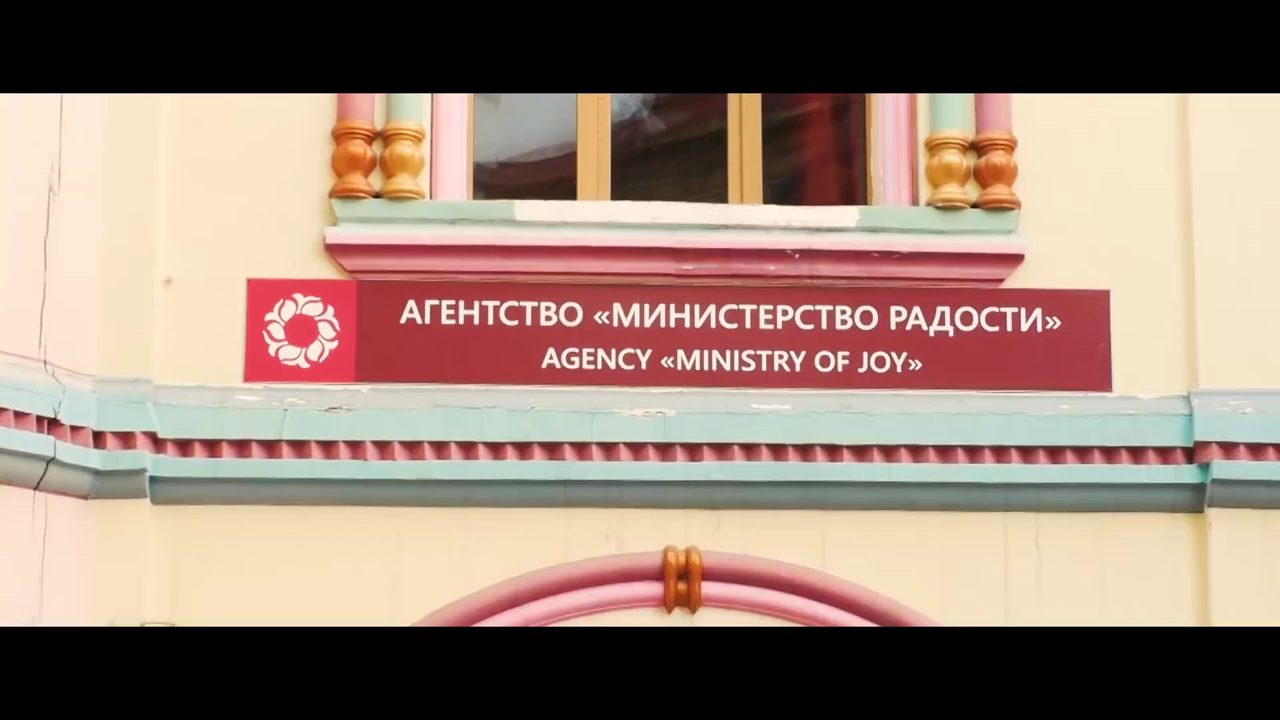 АГЕНТСТВО «МИНИСТЕРСТВО РАДОСТИ»
AGENCY «MINISTRY OF JOY»